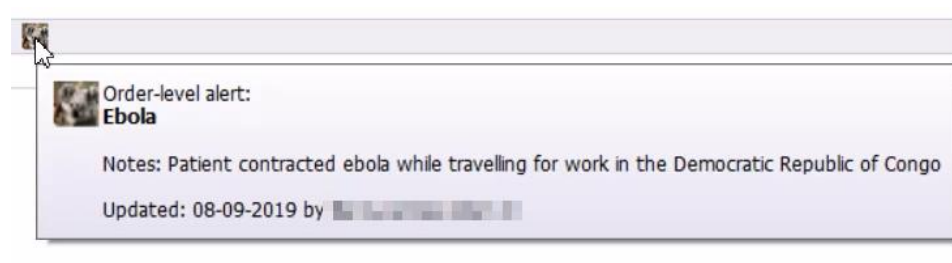 Order-level alert:
Ebola
Notes: Patient contracted ebola while travelling for work in the Democratic Republic of Congo
Updated: 08-09-2019 by